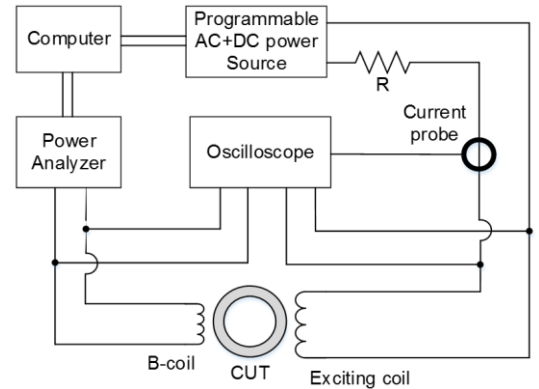 Computer
Programmable
AC+DC power
Source
R
Current
probe
Power
Analyzer
Oscilloscope
B-coil
CUT
Exciting coil